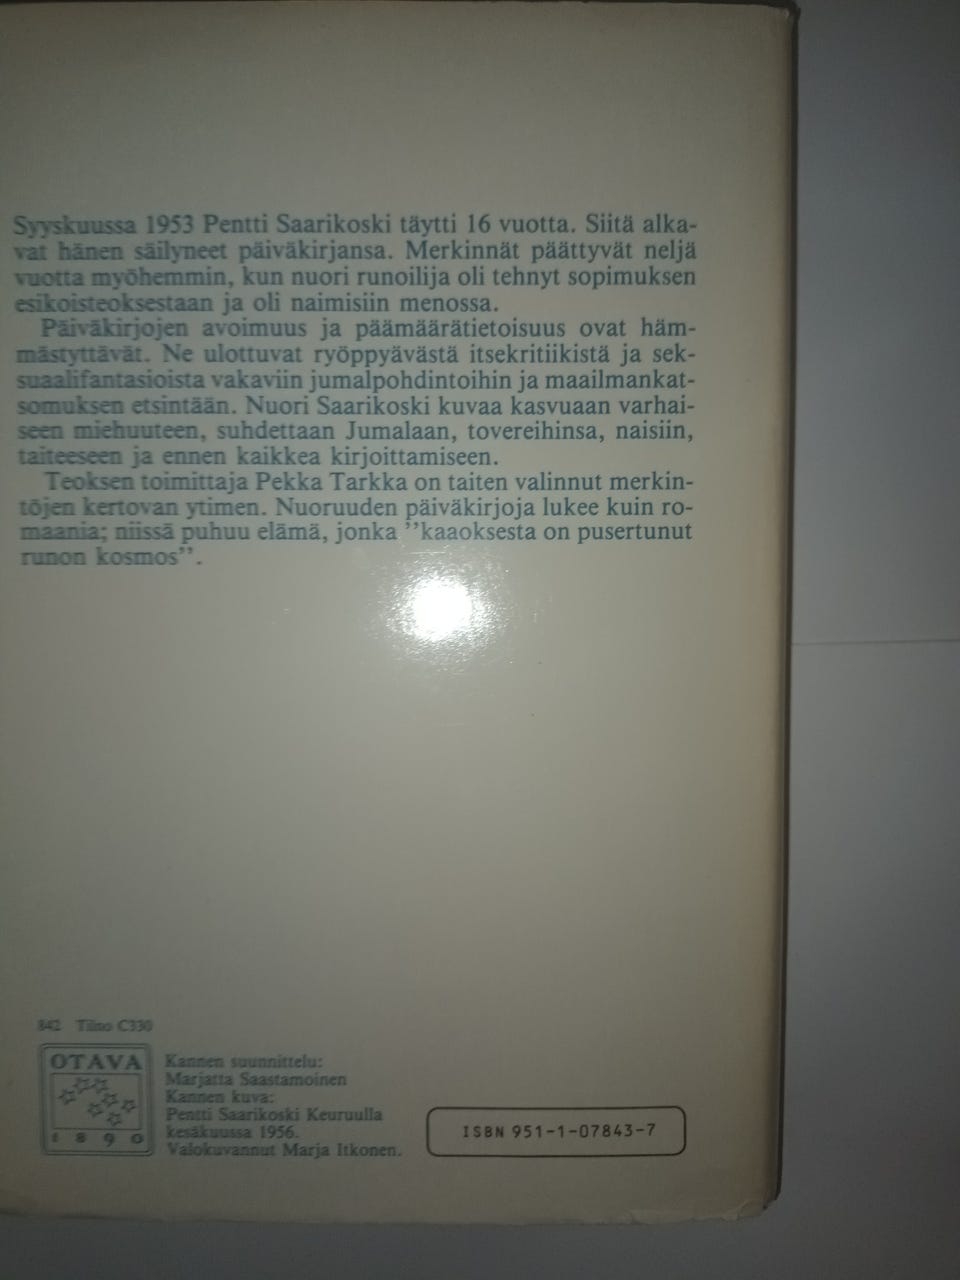 Syyskuussa 1953 Pentti Saarikoski täytti 16 vuotta. Siitä alka-
vat hänen säilyneet päiväkirjansa. Merkinnät päättyvät neljä
vuotta myöhemmin, kun nuori runoilija oli tehnyt sopimuksen
esikoisteoksestaan ja oli naimisiin menossa.
Päiväkirjojen avoimuus ja päämäärätietoisuus ovat häm-
mästyttävät. Ne ulottuvat ryöppyävästä itsekritiikistä ja sek-
suaalifantasioista vakaviin jumalpohdintoihin ja maailmankat-
somuksen etsintään. Nuori Saarikoski kuvaa kasvuaan varhai-
seen miehuuteen, suhdettaan Jumalaan, tovereihinsa, naisiin,
taiteeseen ja ennen kaikkea kirjoittamiseen.
Teoksen toimittaja Pekka Tarkka on taiten valinnut merkin-
töjen kertovan ytimen. Nuoruuden päiväkirjoja lukee kuin ro-
maania; niissä puhuu elämä, jonka ”kaaoksesta on pusertunut
runon kosmos”.
842 Tilno C330
OTAVA
1890
Kannen suunnittelu:
Marjatta Saastamoinen
Kannen kuva:
Pentti Saarikoski Keuruulla
kesäkuussa 1956.
Valokuvannut Marja Itkonen.
ISBN 951-1-07843-7